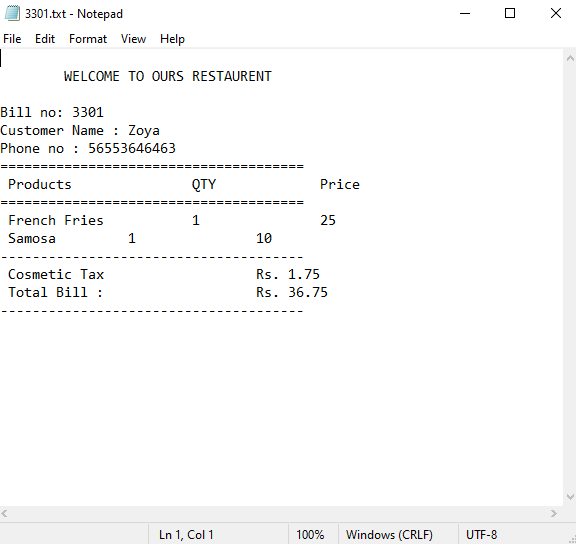 3301.txt - Notepad
File Edit Format View Help
WELCOME TO OURS RESTAURENT
Bill no: 3301
Customer Name : Zoya
Phone no : 56553646463
======================================
Products QTY Price
======================================
French Fries 1 25
Samosa 1 10
--------------------------------------
Cosmetic Tax Rs. 1.75
Total Bill : Rs. 36.75
--------------------------------------
Ln 1, Col 1 100% Windows (CRLF) UTF-8